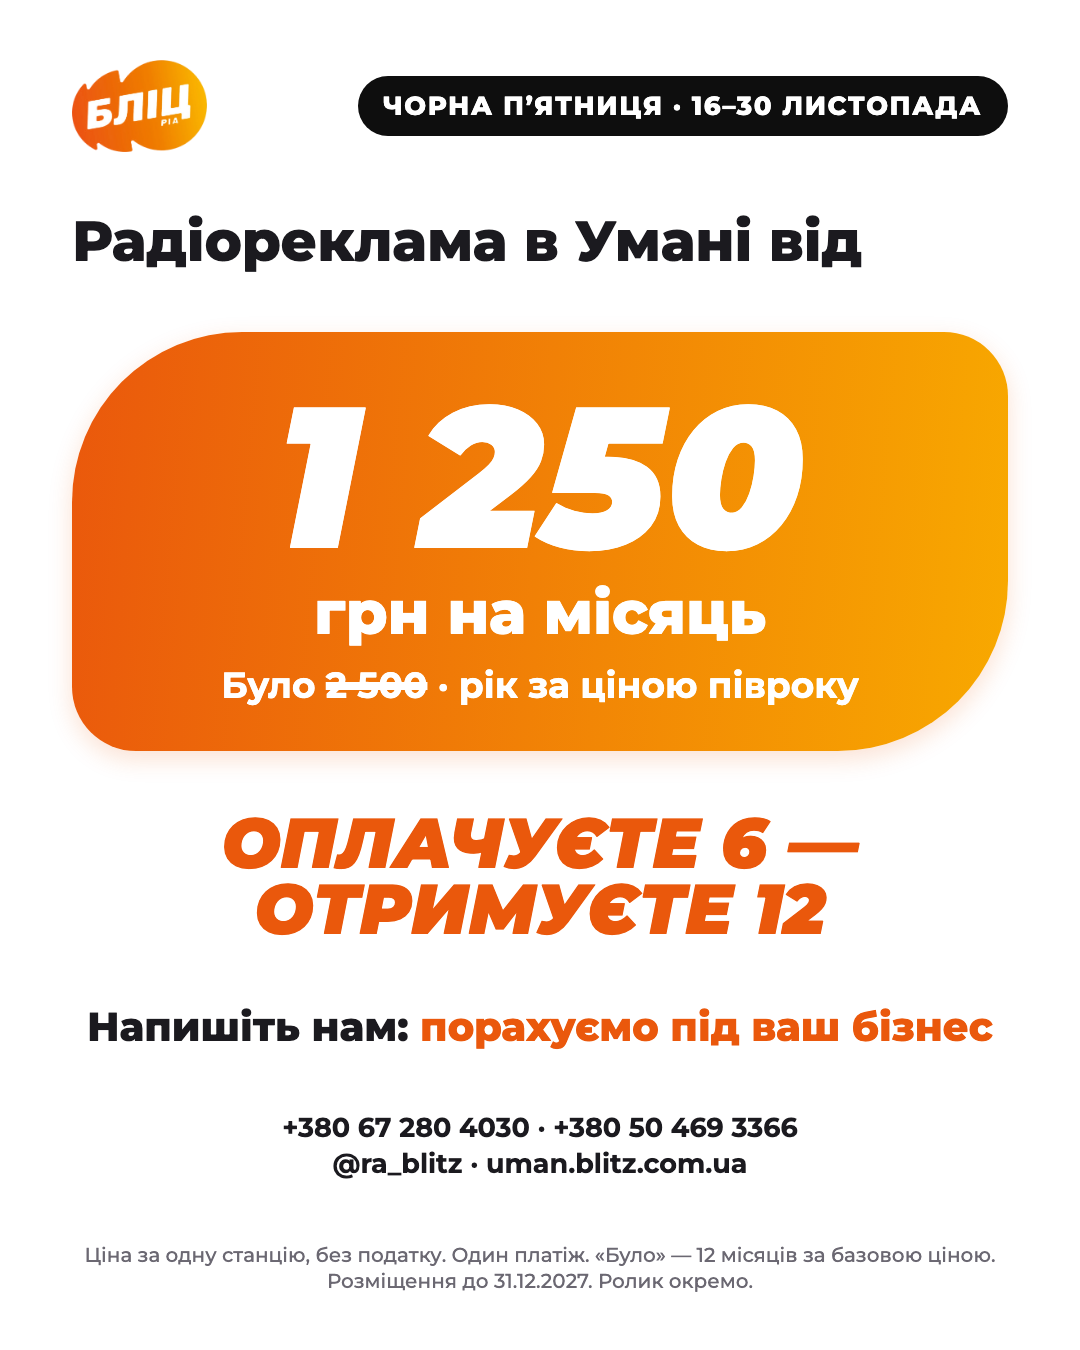 БЛІЦ
РІА
ЧОРНА П’ЯТНИЦЯ · 16–30 ЛИСТОПАДА
Радіореклама в Умані від
1 250
грн на місяць
Було 2 500 · рік за ціною півроку
ОПЛАЧУЄТЕ 6 —
ОТРИМУЄТЕ 12
Напишіть нам: порахуємо під ваш бізнес
+380 67 280 4030 · +380 50 469 3366
@ra_blitz · uman.blitz.com.ua
Ціна за одну станцію, без податку. Один платіж. «Було» — 12 місяців за базовою ціною.
Розміщення до 31.12.2027. Ролик окремо.